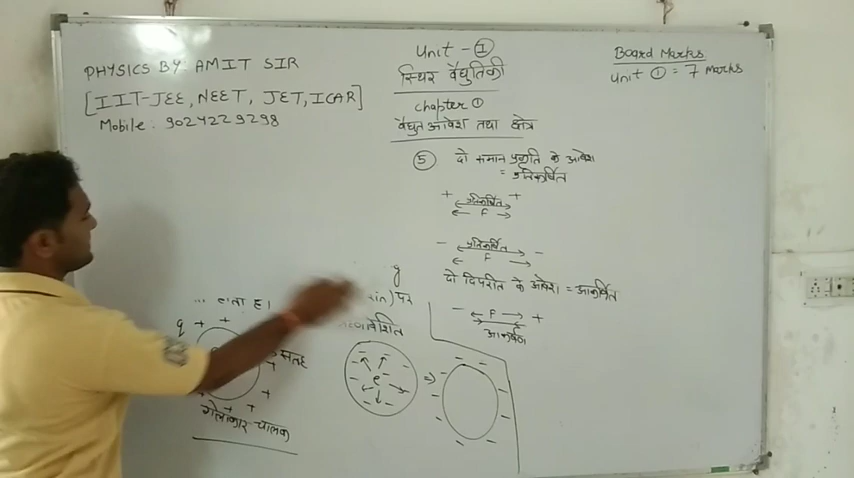 PHYSICS BY AMIT SIR
[IIT-JEE, NEET, JET, ICAR]
Mobile: 9024229298
Unit - ①
स्थिर वैद्युतिकी
chapter ①
वैद्युत आवेश तथा क्षेत्र
Board Marks
Unit ① = 7 marks
⑤ दो समान प्रकृति के आवेश
= प्रतिकर्षित
+ प्रतिकर्षित +
F
- प्रतिकर्षित -
F
दो विपरीत के आवेश = आकर्षित
- F +
आकर्षण
... होता है।
पर
q + +
सतह
गोलाकार चालक
e